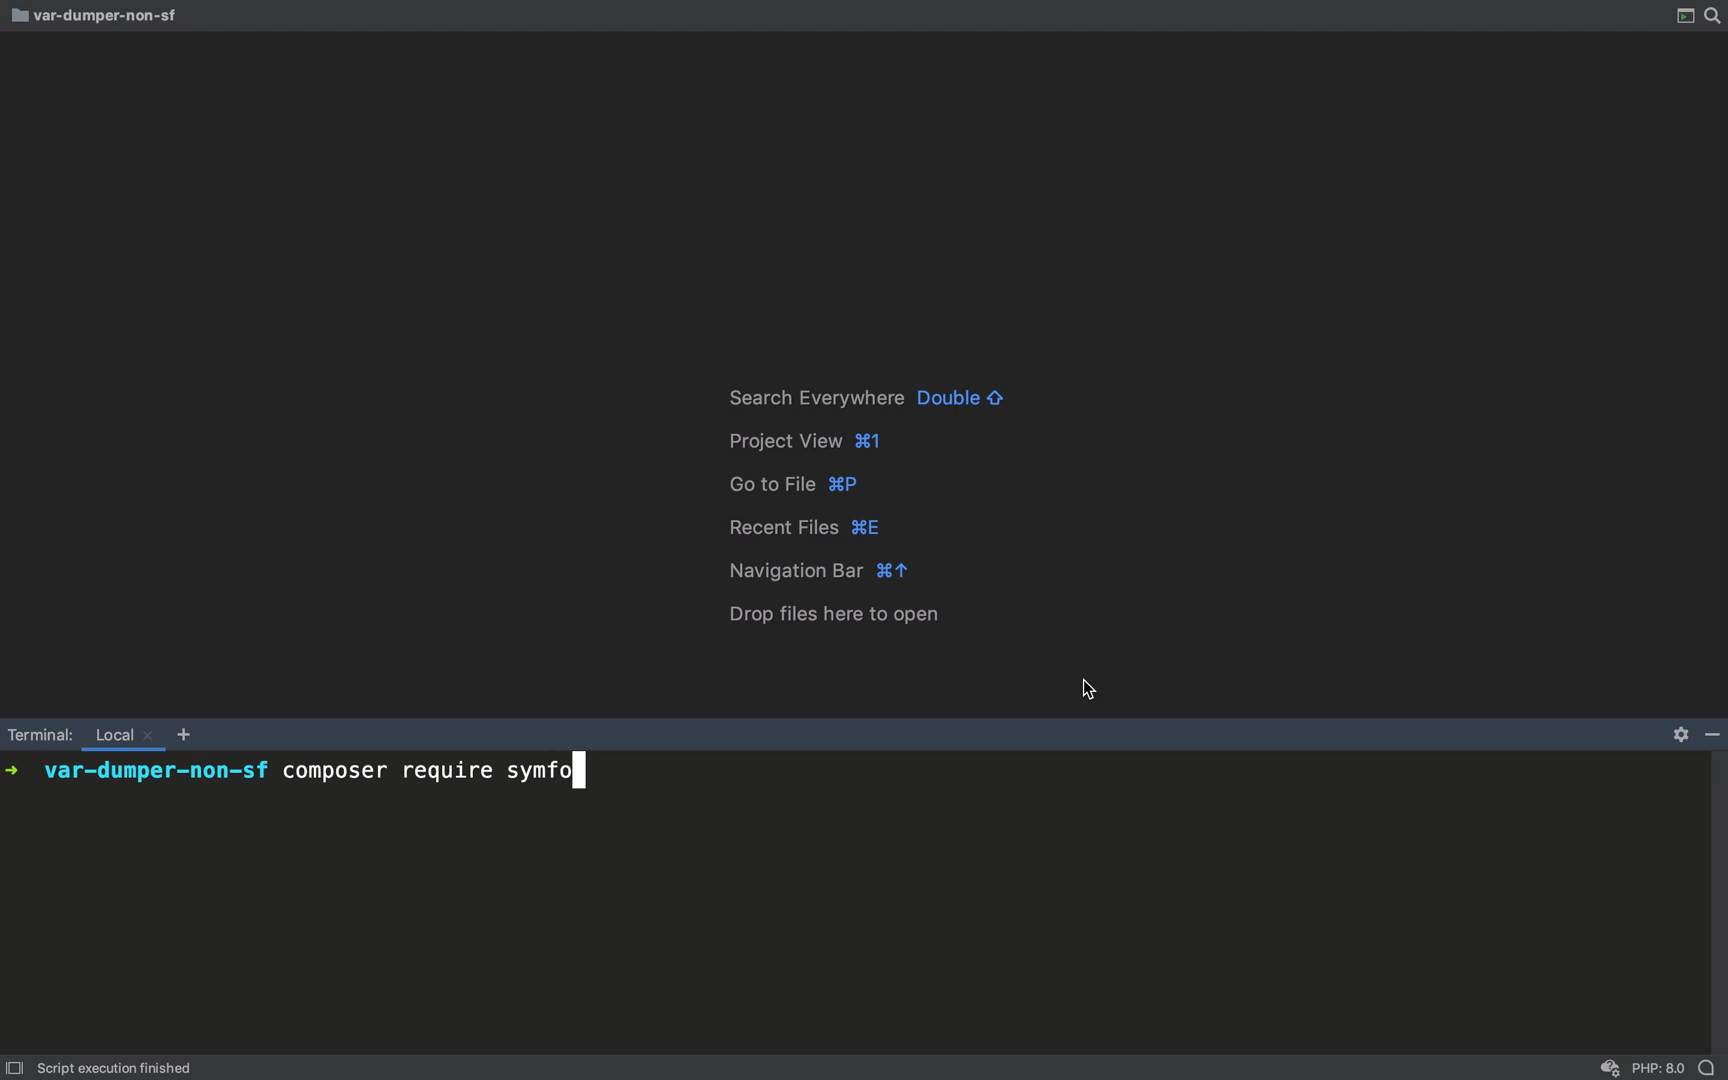 var-dumper-non-sf
Search Everywhere Double ⇧
Project View ⌘1
Go to File ⌘P
Recent Files ⌘E
Navigation Bar ⌘↑
Drop files here to open
Terminal: Local × +
➜ var-dumper-non-sf composer require symfo
Script execution finished PHP: 8.0